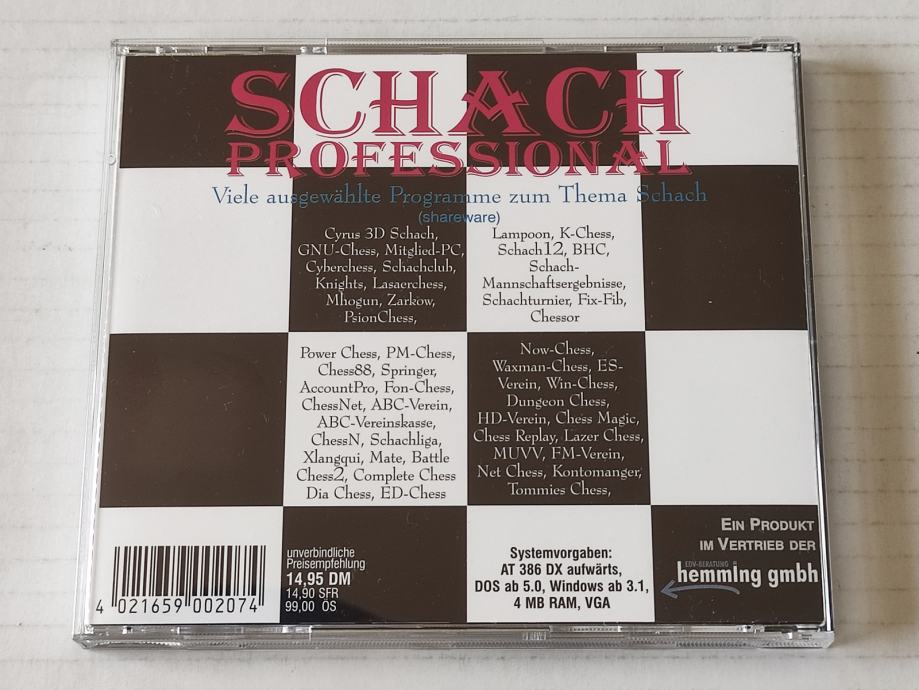 SCHACH
PROFESSIONAL
Viele ausgewählte Programme zum Thema Schach
(shareware)
Cyrus 3D Schach,
GNU-Chess, Mitglied-PC,
Cyberchess, Schachclub,
Knights, Lasaerchess,
Mhogun, Zarkow,
PsionChess,
Lampoon, K-Chess,
Schach12, BHC,
Schach-
Mannschaftsergebnisse,
Schachturnier, Fix-Fib,
Chessor
Power Chess, PM-Chess,
Chess88, Springer,
AccountPro, Fon-Chess,
ChessNet, ABC-Verein,
ABC-Vereinskasse,
ChessN, Schachliga,
Xlangqui, Mate, Battle
Chess2, Complete Chess
Dia Chess, ED-Chess
Now-Chess,
Waxman-Chess, ES-
Verein, Win-Chess,
Dungeon Chess,
HD-Verein, Chess Magic,
Chess Replay, Lazer Chess,
MUVV, FM-Verein,
Net Chess, Kontomanger,
Tommies Chess,
4 021659 002074
unverbindliche
Preisempfehlung
14,95 DM
14,90 SFR
99,00 ÖS
Systemvorgaben:
AT 386 DX aufwärts,
DOS ab 5.0, Windows ab 3.1,
4 MB RAM, VGA
EIN PRODUKT
IM VERTRIEB DER
EDV-BERATUNG
hemming gmbh